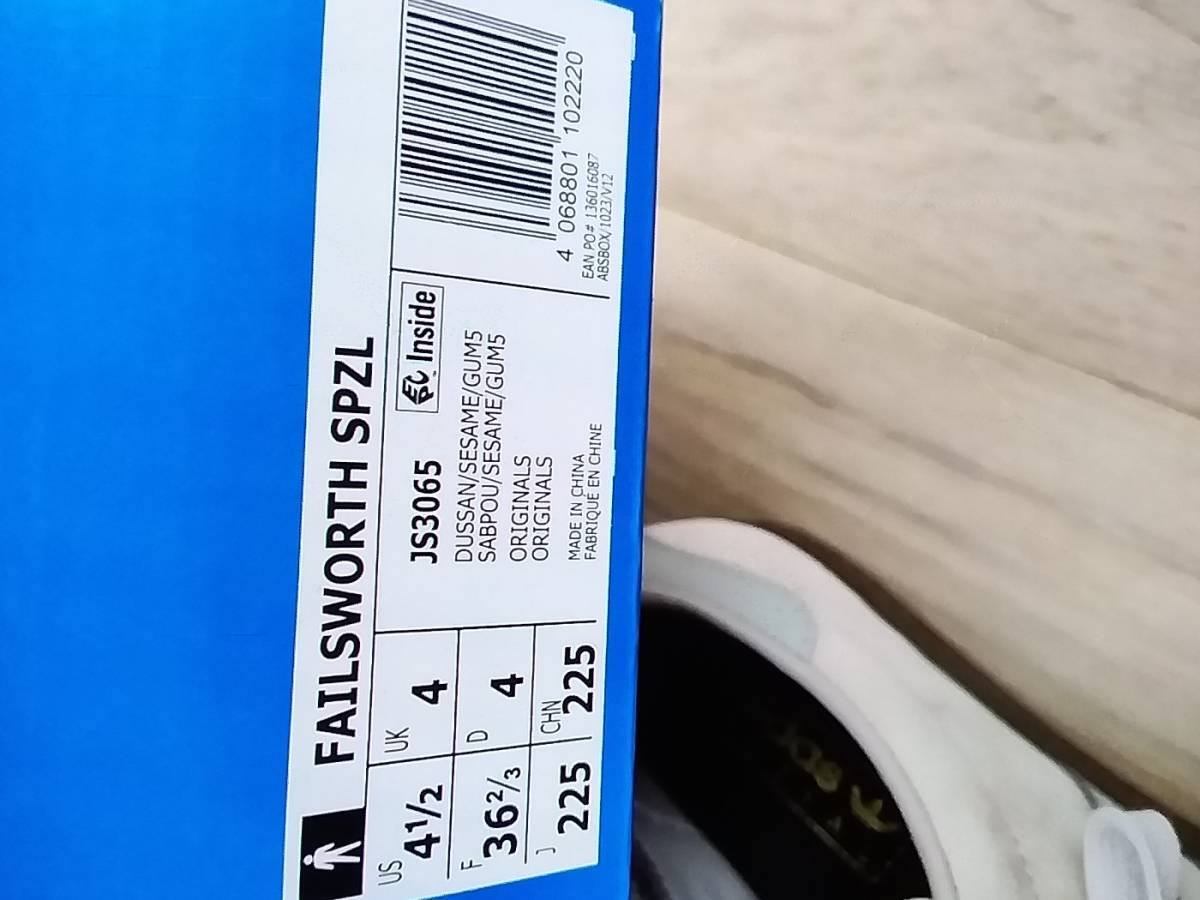 FAILSWORTH SPZL
US 4½
UK 4
F 36⅔
D 4
J 225
CHN 225
JS3065
Inside
DUSSAN/SESAME/GUM5
SABPOU/SESAME/GUM5
ORIGINALS
ORIGINALS
MADE IN CHINA
FABRIQUE EN CHINE
4 068801 102220
EAN PO# 136016087
ABSBOX/1023/V12